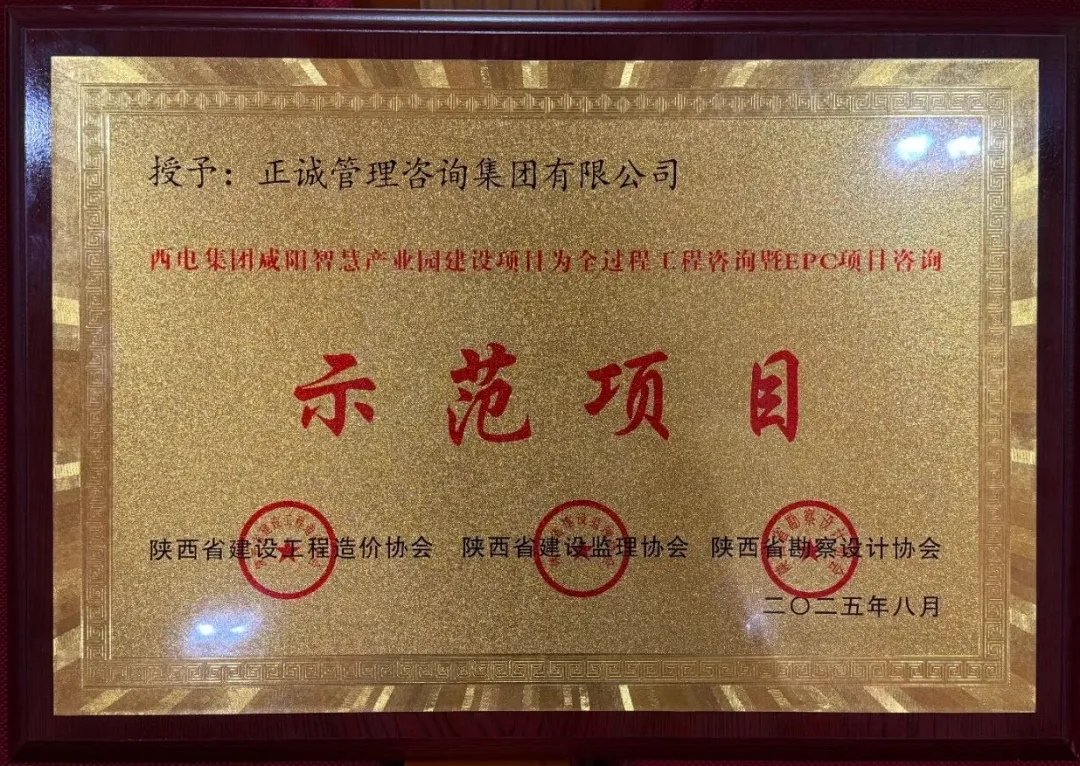 授予：正诚管理咨询集团有限公司
西电集团咸阳智慧产业园建设项目为全过程工程咨询暨EPC项目咨询
示范项目
陕西省建设工程造价协会 陕西省建设监理协会 陕西省勘察设计协会
二〇二五年八月